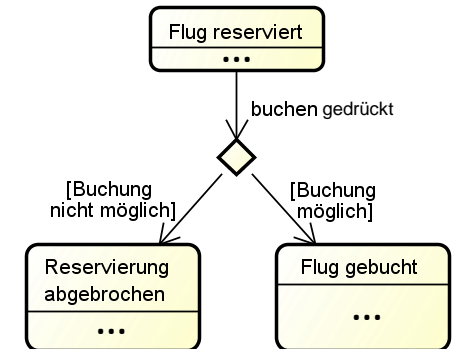 Flug reserviert
...
buchen gedrückt
[Buchung
nicht möglich]
[Buchung
möglich]
Reservierung
abgebrochen
...
Flug gebucht
...